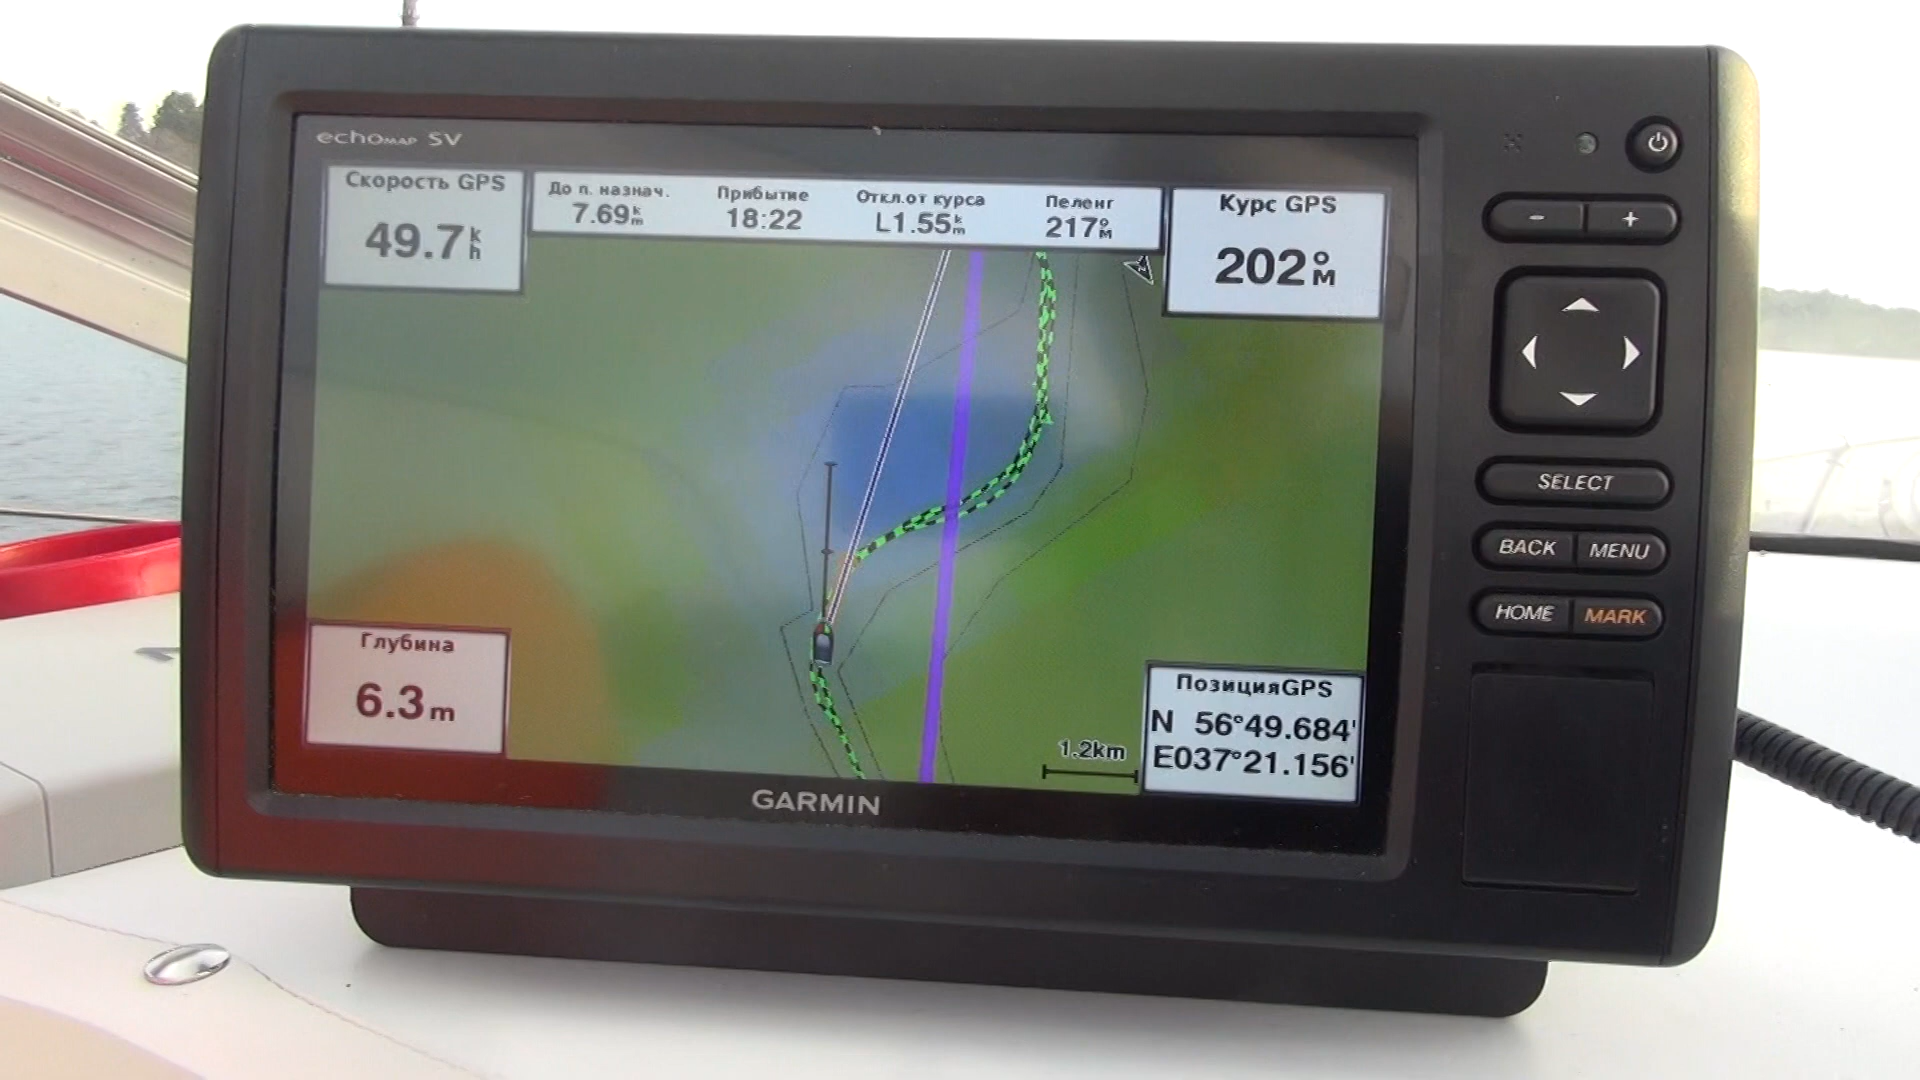 echoMAP SV
Скорость GPS
49.7 k h
До п. назнач.
7.69 k m
Прибытие
18:22
Откл.от курса
L1.55 k m
Пеленг
217° M
Курс GPS
202° M
N
SELECT
BACK MENU
HOME MARK
Глубина
6.3 m
1.2km
ПозицияGPS
N 56°49.684'
E037°21.156'
GARMIN